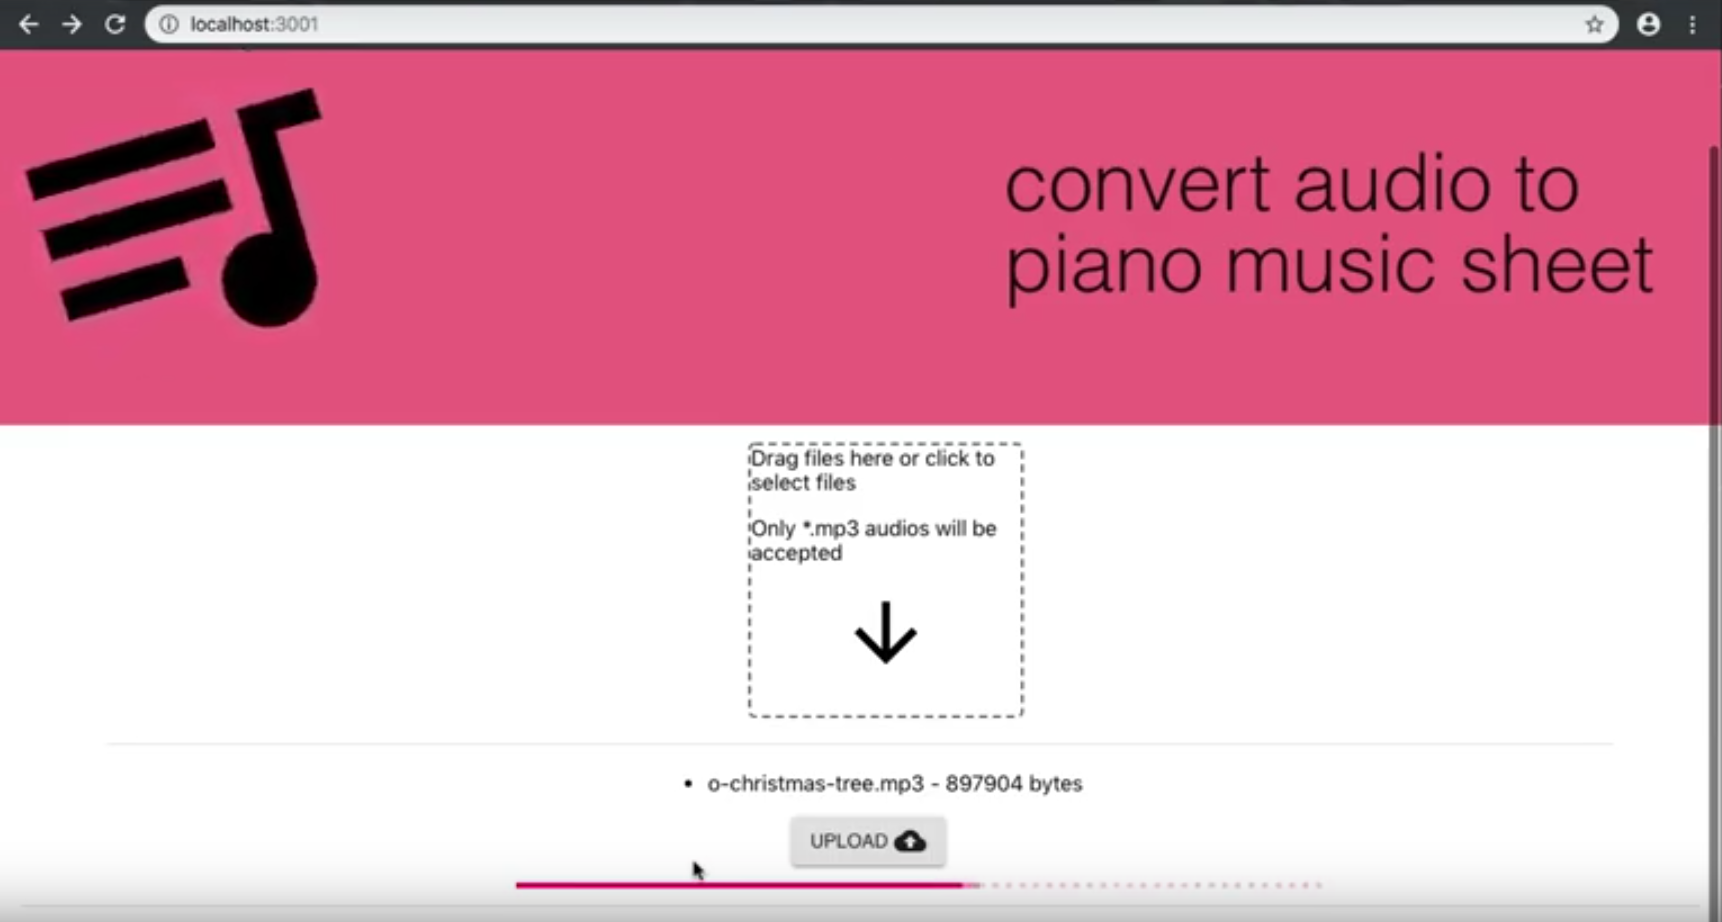 localhost:3001
convert audio to
piano music sheet
Drag files here or click to
select files
Only *.mp3 audios will be
accepted
o-christmas-tree.mp3 - 897904 bytes
UPLOAD